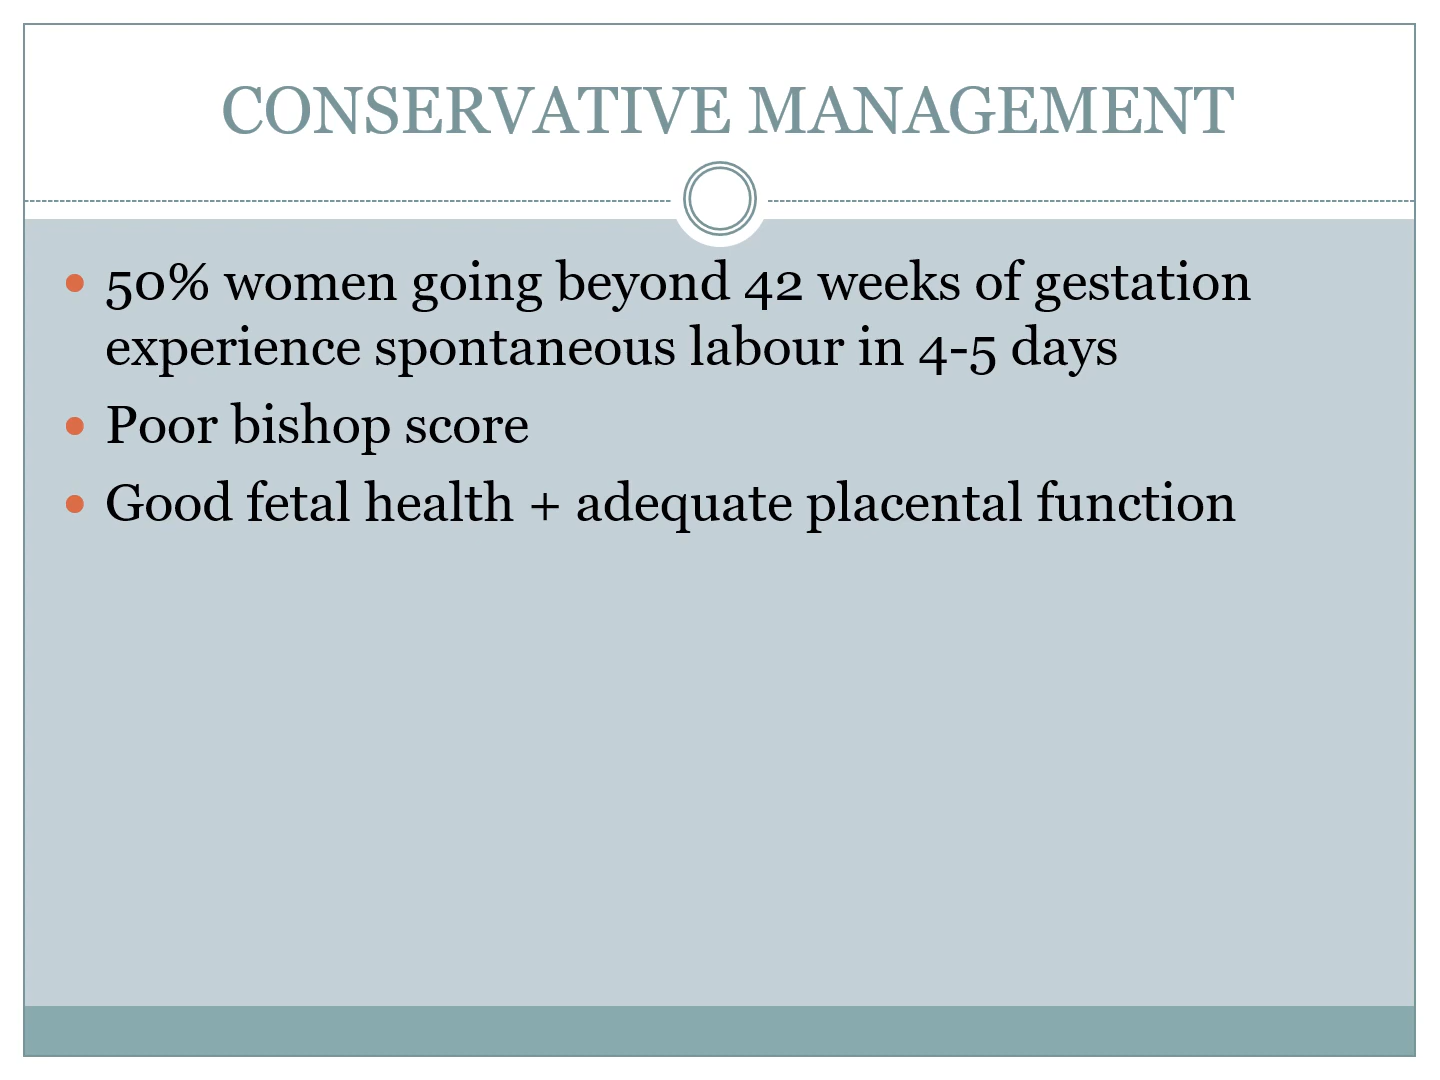 CONSERVATIVE MANAGEMENT
• 50% women going beyond 42 weeks of gestation
experience spontaneous labour in 4-5 days
• Poor bishop score
• Good fetal health + adequate placental function